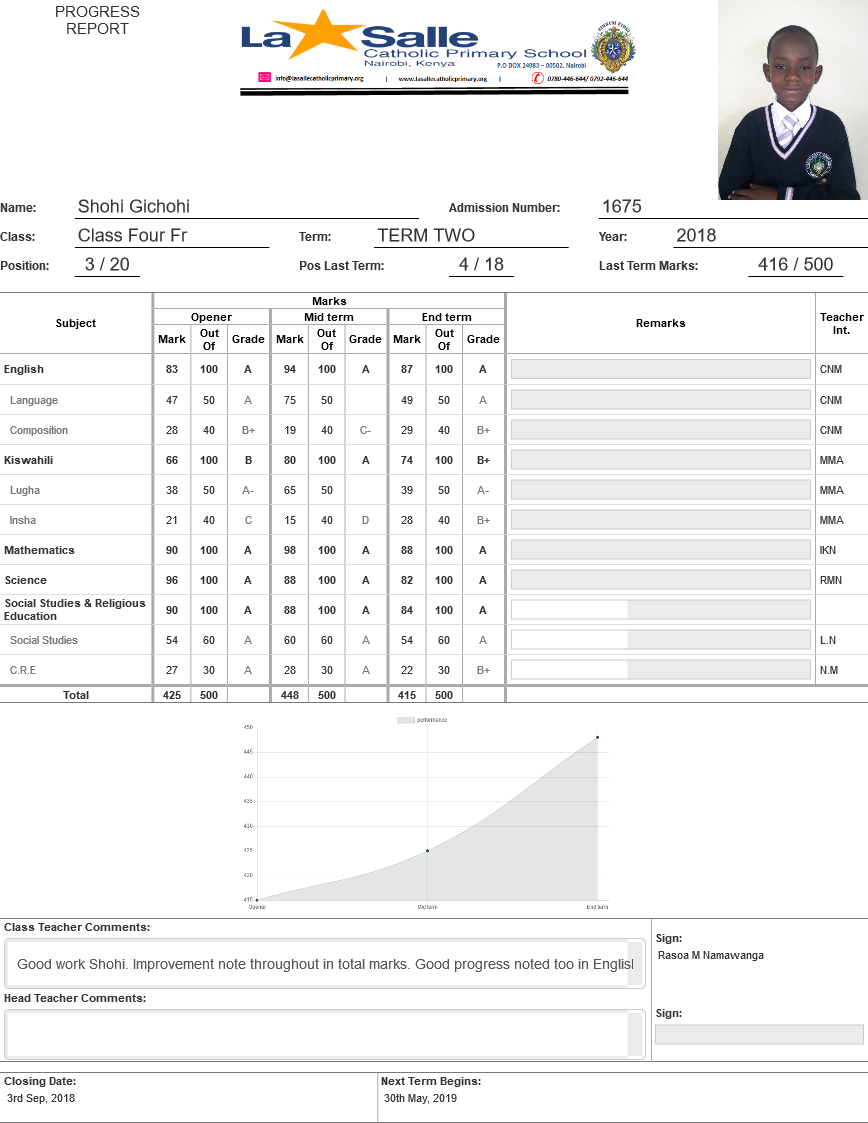 PROGRESS
REPORT
La Salle
Catholic Primary School
Nairobi, Kenya
P.O BOX 24083 – 00502, Nairobi
info@lasallecatholicprimary.org | www.lasallecatholicprimary.org | 0780-446-644/ 0792-446-644
Name: Shohi Gichohi Admission Number: 1675
Class: Class Four Fr Term: TERM TWO Year: 2018
Position: 3 / 20 Pos Last Term: 4 / 18 Last Term Marks: 416 / 500
Subject Marks Remarks Teacher Int.
Opener Mid term End term
Mark Out Of Grade Mark Out Of Grade Mark Out Of Grade
English 83 100 A 94 100 A 87 100 A CNM
Language 47 50 A 75 50 49 50 A CNM
Composition 28 40 B+ 19 40 C- 29 40 B+ CNM
Kiswahili 66 100 B 80 100 A 74 100 B+ MMA
Lugha 38 50 A- 65 50 39 50 A- MMA
Insha 21 40 C 15 40 D 28 40 B+ MMA
Mathematics 90 100 A 98 100 A 88 100 A IKN
Science 96 100 A 88 100 A 82 100 A RMN
Social Studies & Religious Education 90 100 A 88 100 A 84 100 A
Social Studies 54 60 A 60 60 A 54 60 A L.N
C.R.E 27 30 A 28 30 A 22 30 B+ N.M
Total 425 500 448 500 415 500
performance
450
445
440
435
430
425
420
415
Opener Mid term End term
Class Teacher Comments:
Good work Shohi. Improvement note throughout in total marks. Good progress noted too in Englisl
Sign:
Rasoa M Namawanga
Head Teacher Comments:
Sign:
Closing Date: Next Term Begins:
3rd Sep, 2018 30th May, 2019